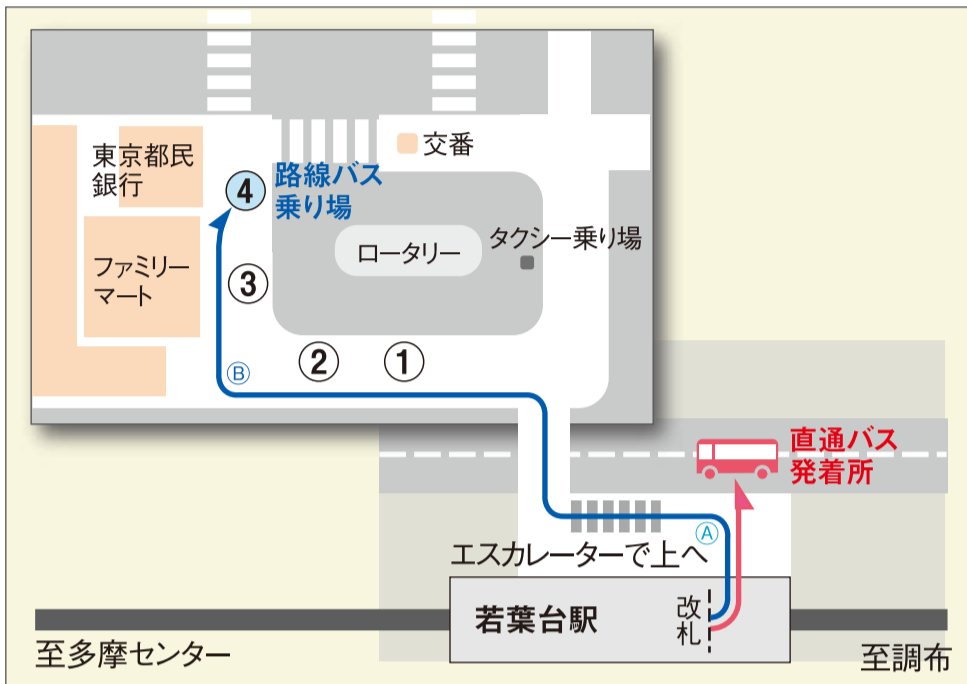 交番
東京都民
銀行
④
路線バス
乗り場
タクシー乗り場
ロータリー
ファミリー
マート
③
②
①
Ⓑ
直通バス
発着所
Ⓐ
エスカレーターで上へ
若葉台駅
改札
至多摩センター
至調布